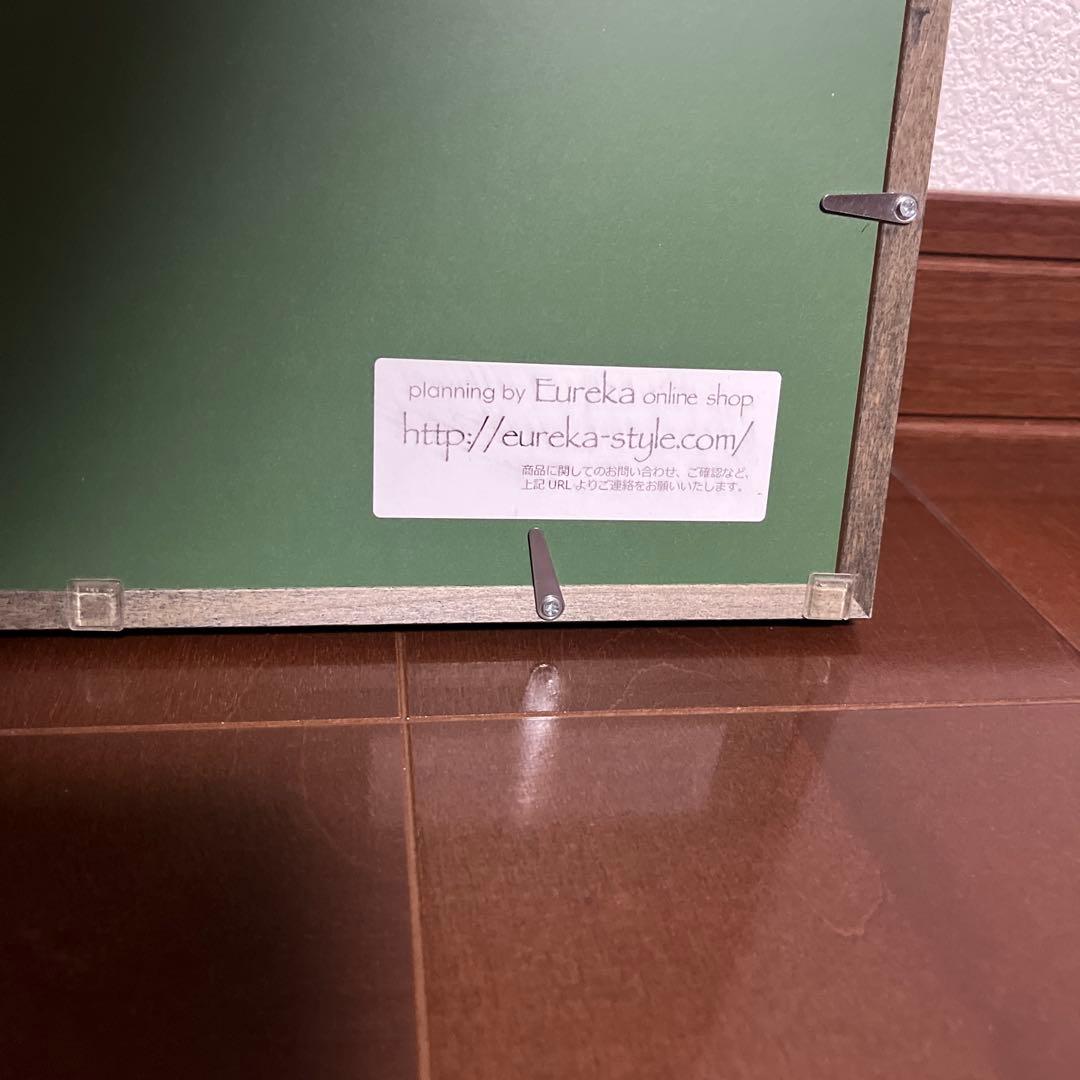 planning by Eureka online shop
http://eureka-style.com/
商品に関してのお問い合わせ、ご確認など、
上記 URL よりご連絡をお願いいたします。